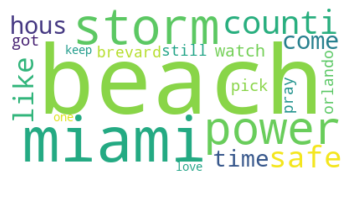 hous storm counti
got keep brevard still watch come
like beach pick pray orlando
one miami power
love time safe